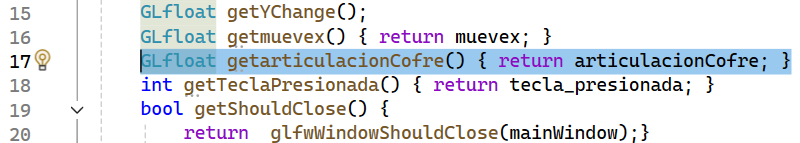 15 GLfloat getYChange();
16 GLfloat getmuevex() { return muevex; }
17 GLfloat getarticulacionCofre() { return articulacionCofre; }
18 int getTeclaPresionada() { return tecla_presionada; }
19 bool getShouldClose() {
20 return  glfwWindowShouldClose(mainWindow);}